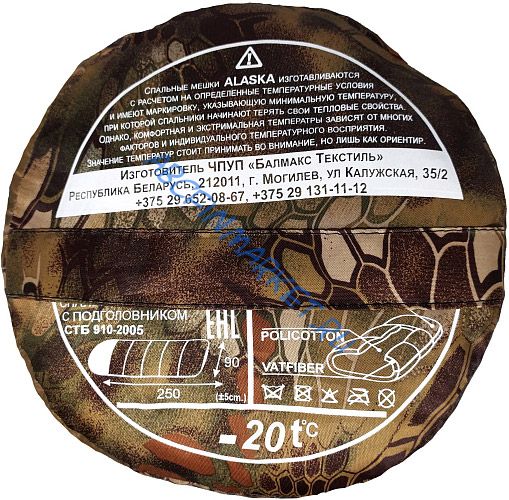 СПАЛЬНЫЕ МЕШКИ ALASKA ИЗГОТАВЛИВАЮТСЯ
С РАСЧЕТОМ НА ОПРЕДЕЛЕННЫЕ ТЕМПЕРАТУРНЫЕ УСЛОВИЯ
И ИМЕЮТ МАРКИРОВКУ, УКАЗЫВАЮЩУЮ МИНИМАЛЬНУЮ ТЕМПЕРАТУРУ,
ПРИ КОТОРОЙ СПАЛЬНИКИ НАЧИНАЮТ ТЕРЯТЬ СВОИ ТЕПЛОВЫЕ СВОЙСТВА.
ОДНАКО, КОМФОРТНАЯ И ЭКСТРИМАЛЬНАЯ ТЕМПЕРАТУРЫ ЗАВИСЯТ ОТ МНОГИХ
ФАКТОРОВ И ИНДИВИДУАЛЬНОГО ТЕМПЕРАТУРНОГО ВОСПРИЯТИЯ.
ЗНАЧЕНИЕ ТЕМПЕРАТУР СТОИТ ПРИНИМАТЬ ВО ВНИМАНИЕ, НО ЛИШЬ КАК ОРИЕНТИР.
ИЗГОТОВИТЕЛЬ ЧПУП «БАЛМАКС ТЕКСТИЛЬ»
РЕСПУБЛИКА БЕЛАРУСЬ, 212011, Г. МОГИЛЕВ, УЛ КАЛУЖСКАЯ, 35/2
+375 29 652-08-67, +375 29 131-11-12
С ПОДГОЛОВНИКОМ
СТБ 910-2005
EAC
90
250
(±5cm.)
POLICOTTON
VATFIBER
-20 t°C